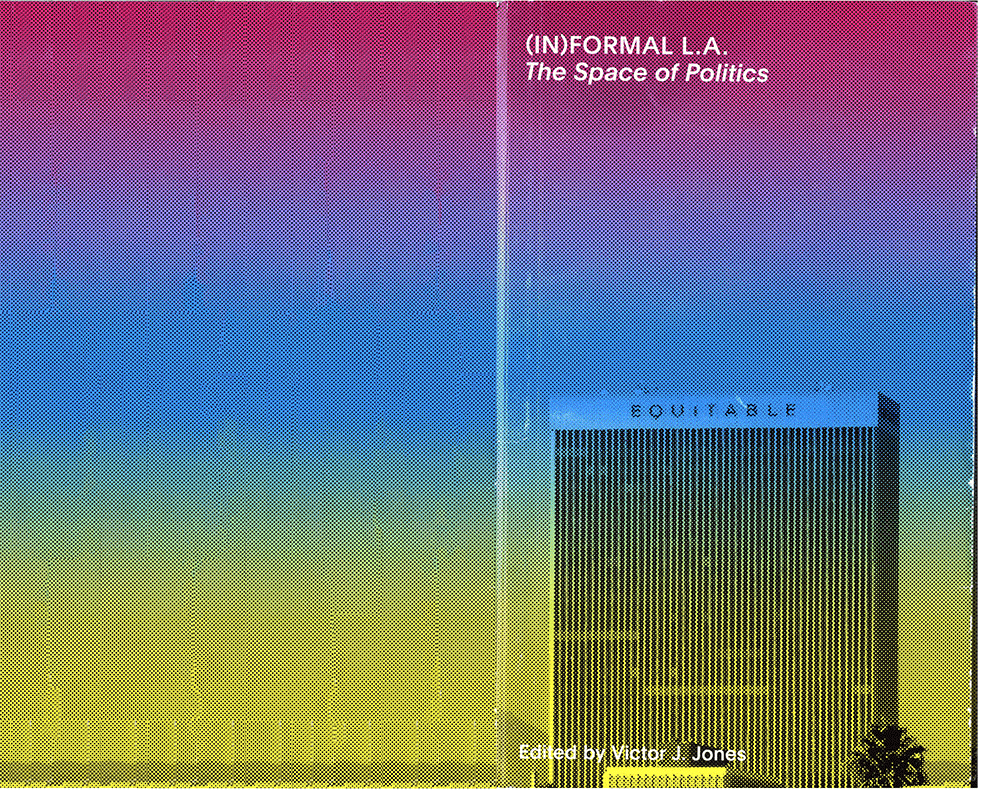 (IN)FORMAL L.A.
The Space of Politics
EQUITABLE
Edited by Victor J. Jones